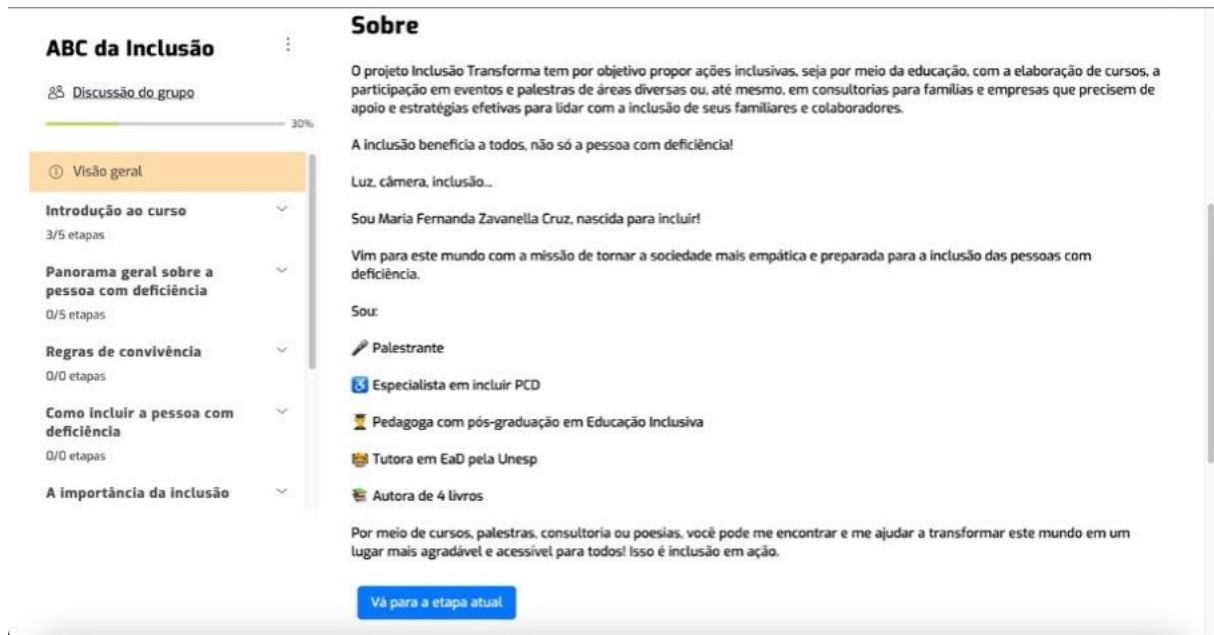 ABC da Inclusão
Discussão do grupo
30%
Visão geral
Introdução ao curso
3/5 etapas
Panorama geral sobre a
pessoa com deficiência
0/5 etapas
Regras de convivência
0/0 etapas
Como incluir a pessoa com
deficiência
0/0 etapas
A importância da inclusão
Sobre
O projeto Inclusão Transforma tem por objetivo propor ações inclusivas, seja por meio da educação, com a elaboração de cursos, a
participação em eventos e palestras de áreas diversas ou, até mesmo, em consultorias para famílias e empresas que precisem de
apoio e estratégias efetivas para lidar com a inclusão de seus familiares e colaboradores.
A inclusão beneficia a todos, não só a pessoa com deficiência!
Luz, câmera, inclusão...
Sou Maria Fernanda Zavanella Cruz, nascida para incluir!
Vim para este mundo com a missão de tornar a sociedade mais empática e preparada para a inclusão das pessoas com
deficiência.
Sou:
Palestrante
Especialista em incluir PCD
Pedagoga com pós-graduação em Educação Inclusiva
Tutora em EaD pela Unesp
Autora de 4 livros
Por meio de cursos, palestras, consultoria ou poesias, você pode me encontrar e me ajudar a transformar este mundo em um
lugar mais agradável e acessível para todos! Isso é inclusão em ação.
Vá para a etapa atual